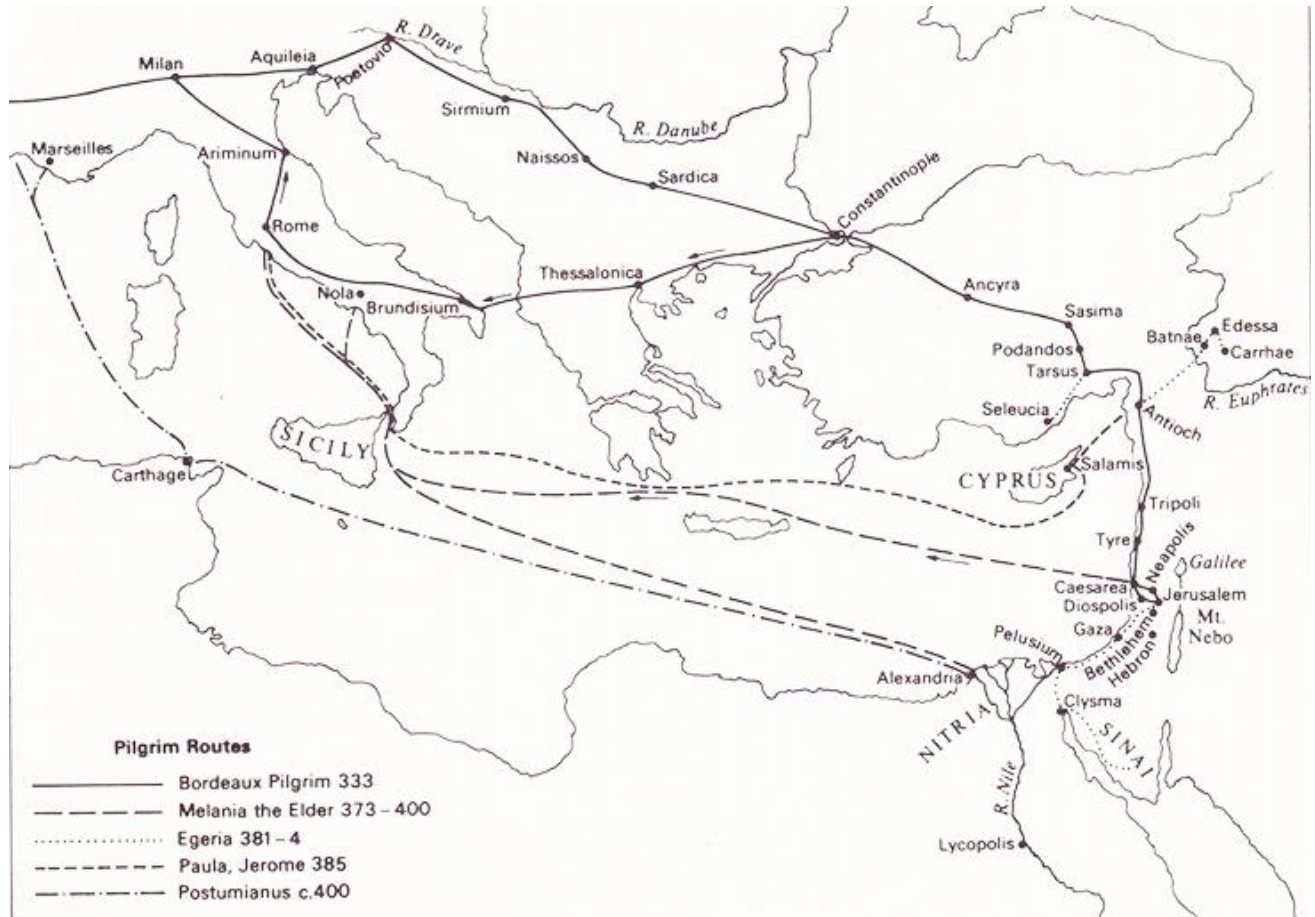 R. Drave
Aquileia
Milan
Poetovio
Sirmium
R. Danube
Marseilles
Ariminum
Naissos
Sardica
Constantinople
Rome
Thessalonica
Nola
Brundisium
Ancyra
Sasima
Edessa
Batnae
Podandos
Carrhae
Tarsus
R. Euphrates
Seleucia
Antioch
SICILY
Carthage
Salamis
CYPRUS
Tripoli
Tyre
Neapolis
Galilee
Caesarea
Jerusalem
Diospolis
Mt.
Nebo
Gaza
Pelusium
Bethlehem
Hebron
Alexandria
Clysma
NITRIA
SINAI
R. Nile
Lycopolis
Pilgrim Routes
Bordeaux Pilgrim 333
Melania the Elder 373-400
Egeria 381-4
Paula, Jerome 385
Postumianus c.400